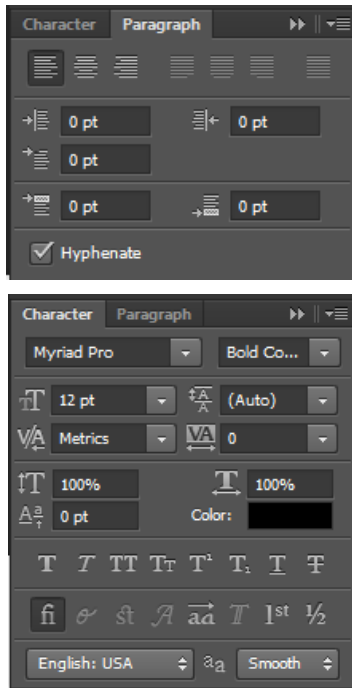 Character Paragraph
0 pt 0 pt
0 pt
0 pt 0 pt
Hyphenate
Character Paragraph
Myriad Pro Bold Co...
12 pt (Auto)
Metrics 0
100% 100%
0 pt Color:
T T TT Tt T¹ T₁ T T
fi o st A aa T 1st ½
English: USA aa Smooth